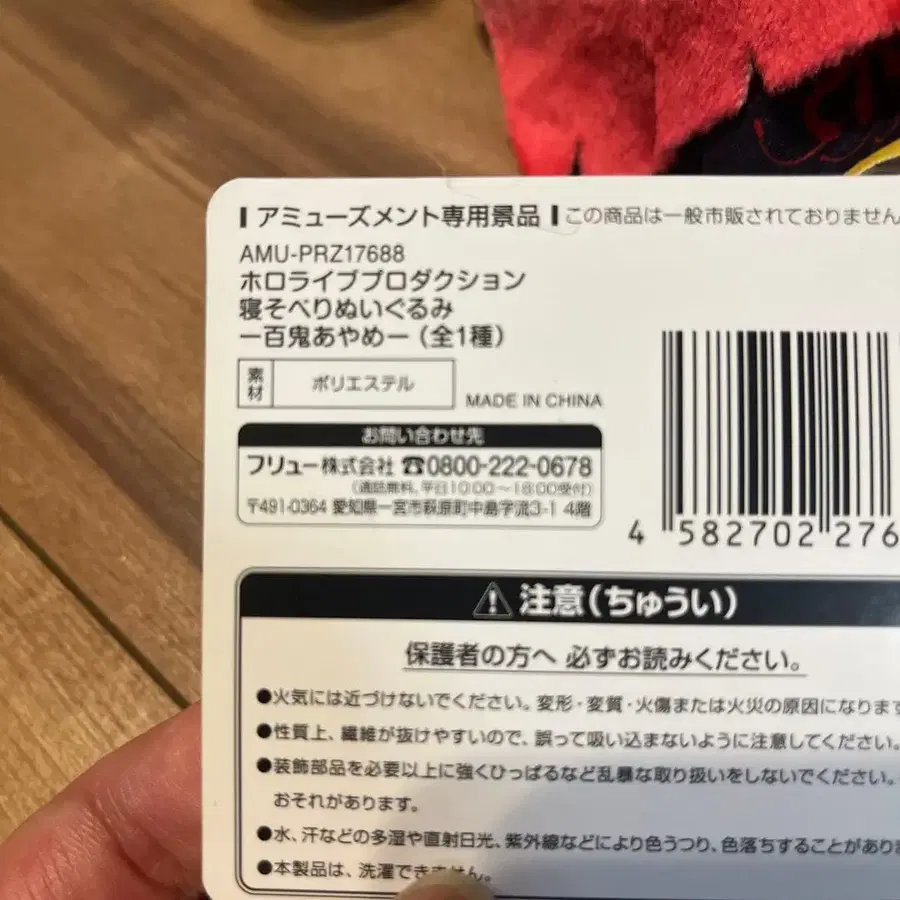 アミューズメント専用景品 この商品は一般市販されておりません
AMU-PRZ17688
ホロライブプロダクション
寝そべりぬいぐるみ
ー百鬼あやめー（全1種）
素材 ポリエステル
MADE IN CHINA
お問い合わせ先
フリュー株式会社 ☎0800-222-0678
（通話無料、平日10:00～18:00受付）
〒491-0364 愛知県一宮市萩原町中島字流3-1 4階
4 582702 276
⚠ 注意（ちゅうい）
保護者の方へ 必ずお読みください。
●火気には近づけないでください。変形・変質・火傷または火災の原因になります
●性質上、繊維が抜けやすいので、誤って吸い込まないように注意してください。
●装飾部品を必要以上に強くひっぱるなど乱暴な取り扱いをしないでください。
おそれがあります。
●水、汗などの多湿や直射日光、紫外線などにより色うつり、色落ちすることがあり
●本製品は、洗濯できません。